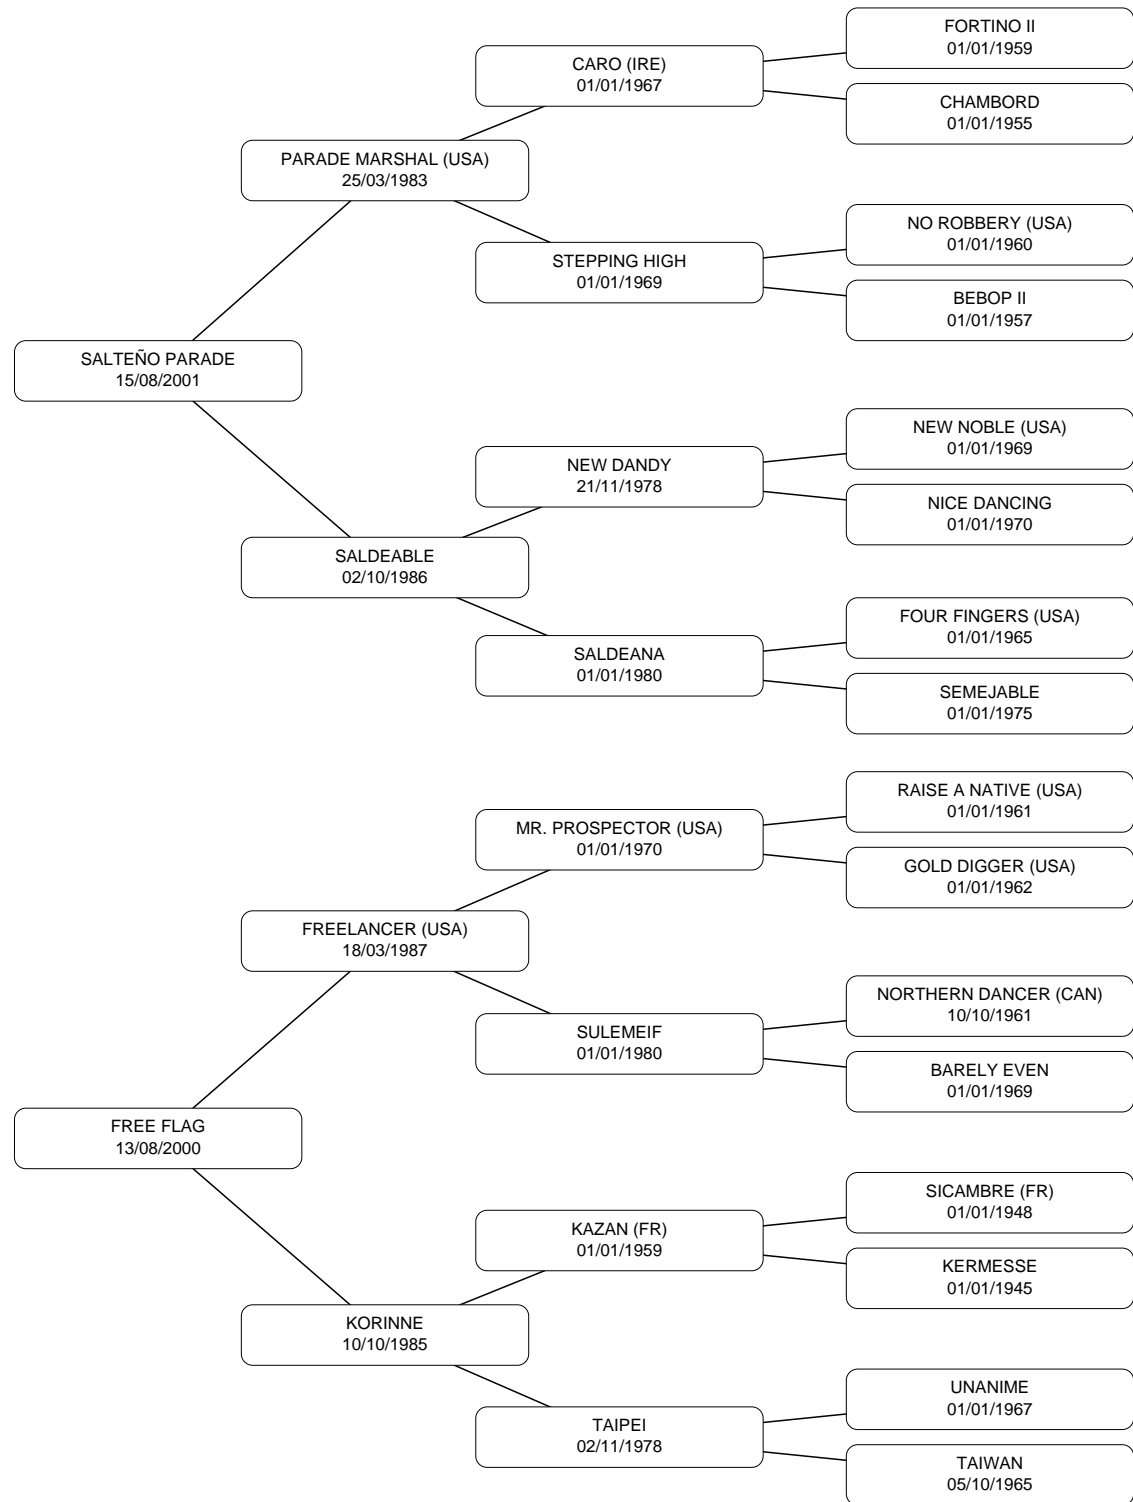 FORTINO II
01/01/1959
CARO (IRE)
01/01/1967
CHAMBORD
01/01/1955
PARADE MARSHAL (USA)
25/03/1983
NO ROBBERY (USA)
01/01/1960
STEPPING HIGH
01/01/1969
BEBOP II
01/01/1957
SALTEÑO PARADE
15/08/2001
NEW NOBLE (USA)
01/01/1969
NEW DANDY
21/11/1978
NICE DANCING
01/01/1970
SALDEABLE
02/10/1986
FOUR FINGERS (USA)
01/01/1965
SALDEANA
01/01/1980
SEMEJABLE
01/01/1975
RAISE A NATIVE (USA)
01/01/1961
MR. PROSPECTOR (USA)
01/01/1970
GOLD DIGGER (USA)
01/01/1962
FREELANCER (USA)
18/03/1987
NORTHERN DANCER (CAN)
10/10/1961
SULEMEIF
01/01/1980
BARELY EVEN
01/01/1969
FREE FLAG
13/08/2000
SICAMBRE (FR)
01/01/1948
KAZAN (FR)
01/01/1959
KERMESSE
01/01/1945
KORINNE
10/10/1985
UNANIME
01/01/1967
TAIPEI
02/11/1978
TAIWAN
05/10/1965